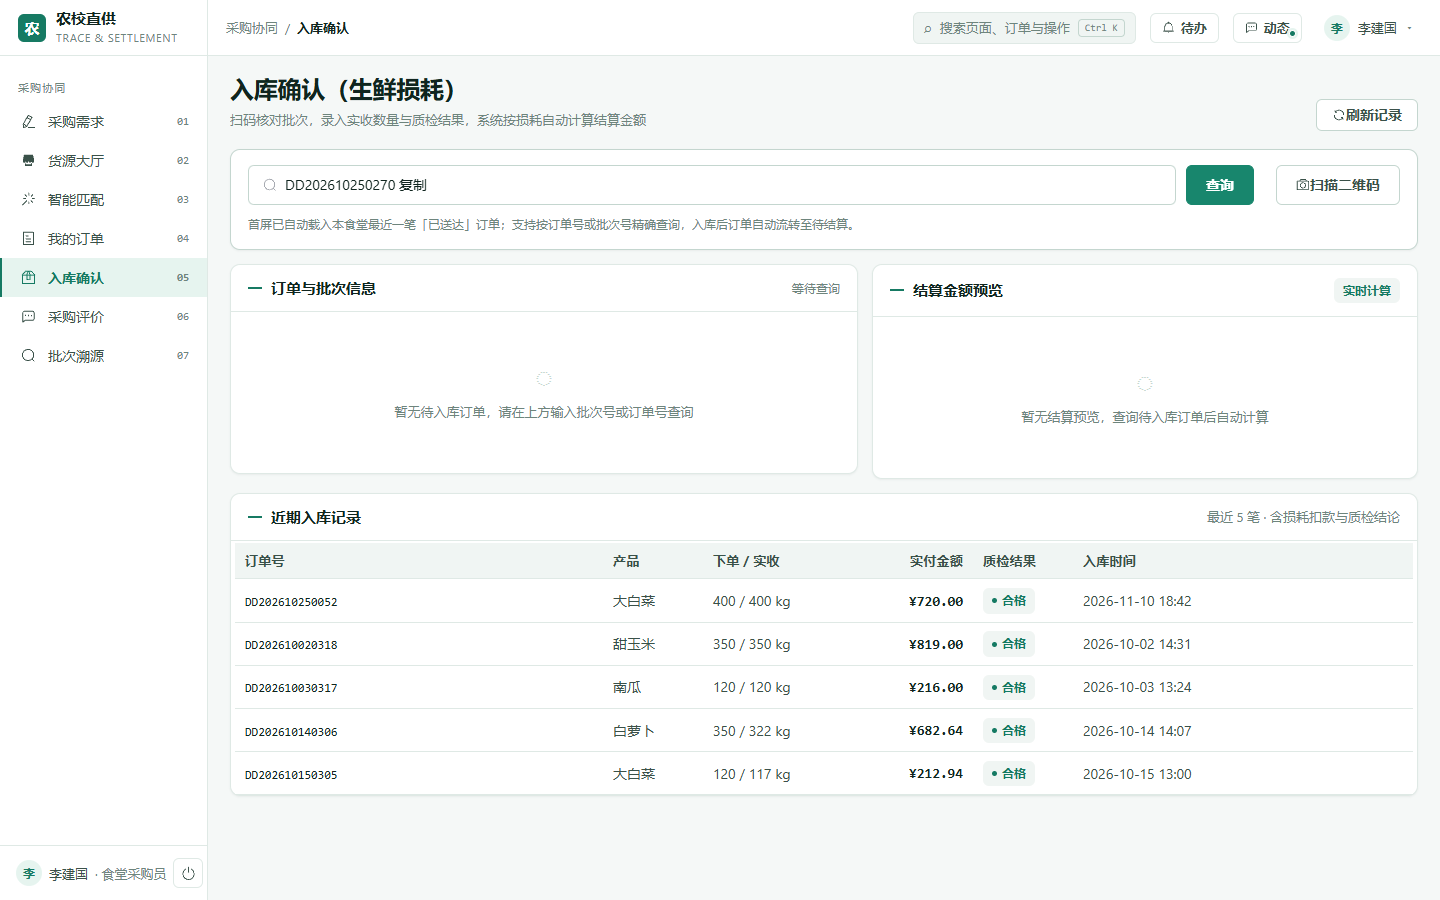 农
农校直供
TRACE & SETTLEMENT
采购协同 / 入库确认
搜索页面、订单与操作 Ctrl K
待办
动态
李 李建国
采购协同
采购需求 01
货源大厅 02
智能匹配 03
我的订单 04
入库确认 05
采购评价 06
批次溯源 07
入库确认（生鲜损耗）
扫码核对批次，录入实收数量与质检结果，系统按损耗自动计算结算金额
刷新记录
DD202610250270 复制
查询
扫描二维码
首屏已自动载入本食堂最近一笔「已送达」订单；支持按订单号或批次号精确查询，入库后订单自动流转至待结算。
订单与批次信息 等待查询
暂无待入库订单，请在上方输入批次号或订单号查询
结算金额预览 实时计算
暂无结算预览，查询待入库订单后自动计算
近期入库记录 最近 5 笔 · 含损耗扣款与质检结论
订单号 产品 下单 / 实收 实付金额 质检结果 入库时间
DD202610250052 大白菜 400 / 400 kg ¥720.00 合格 2026-11-10 18:42
DD202610020318 甜玉米 350 / 350 kg ¥819.00 合格 2026-10-02 14:31
DD202610030317 南瓜 120 / 120 kg ¥216.00 合格 2026-10-03 13:24
DD202610140306 白萝卜 350 / 322 kg ¥682.64 合格 2026-10-14 14:07
DD202610150305 大白菜 120 / 117 kg ¥212.94 合格 2026-10-15 13:00
李 李建国 · 食堂采购员